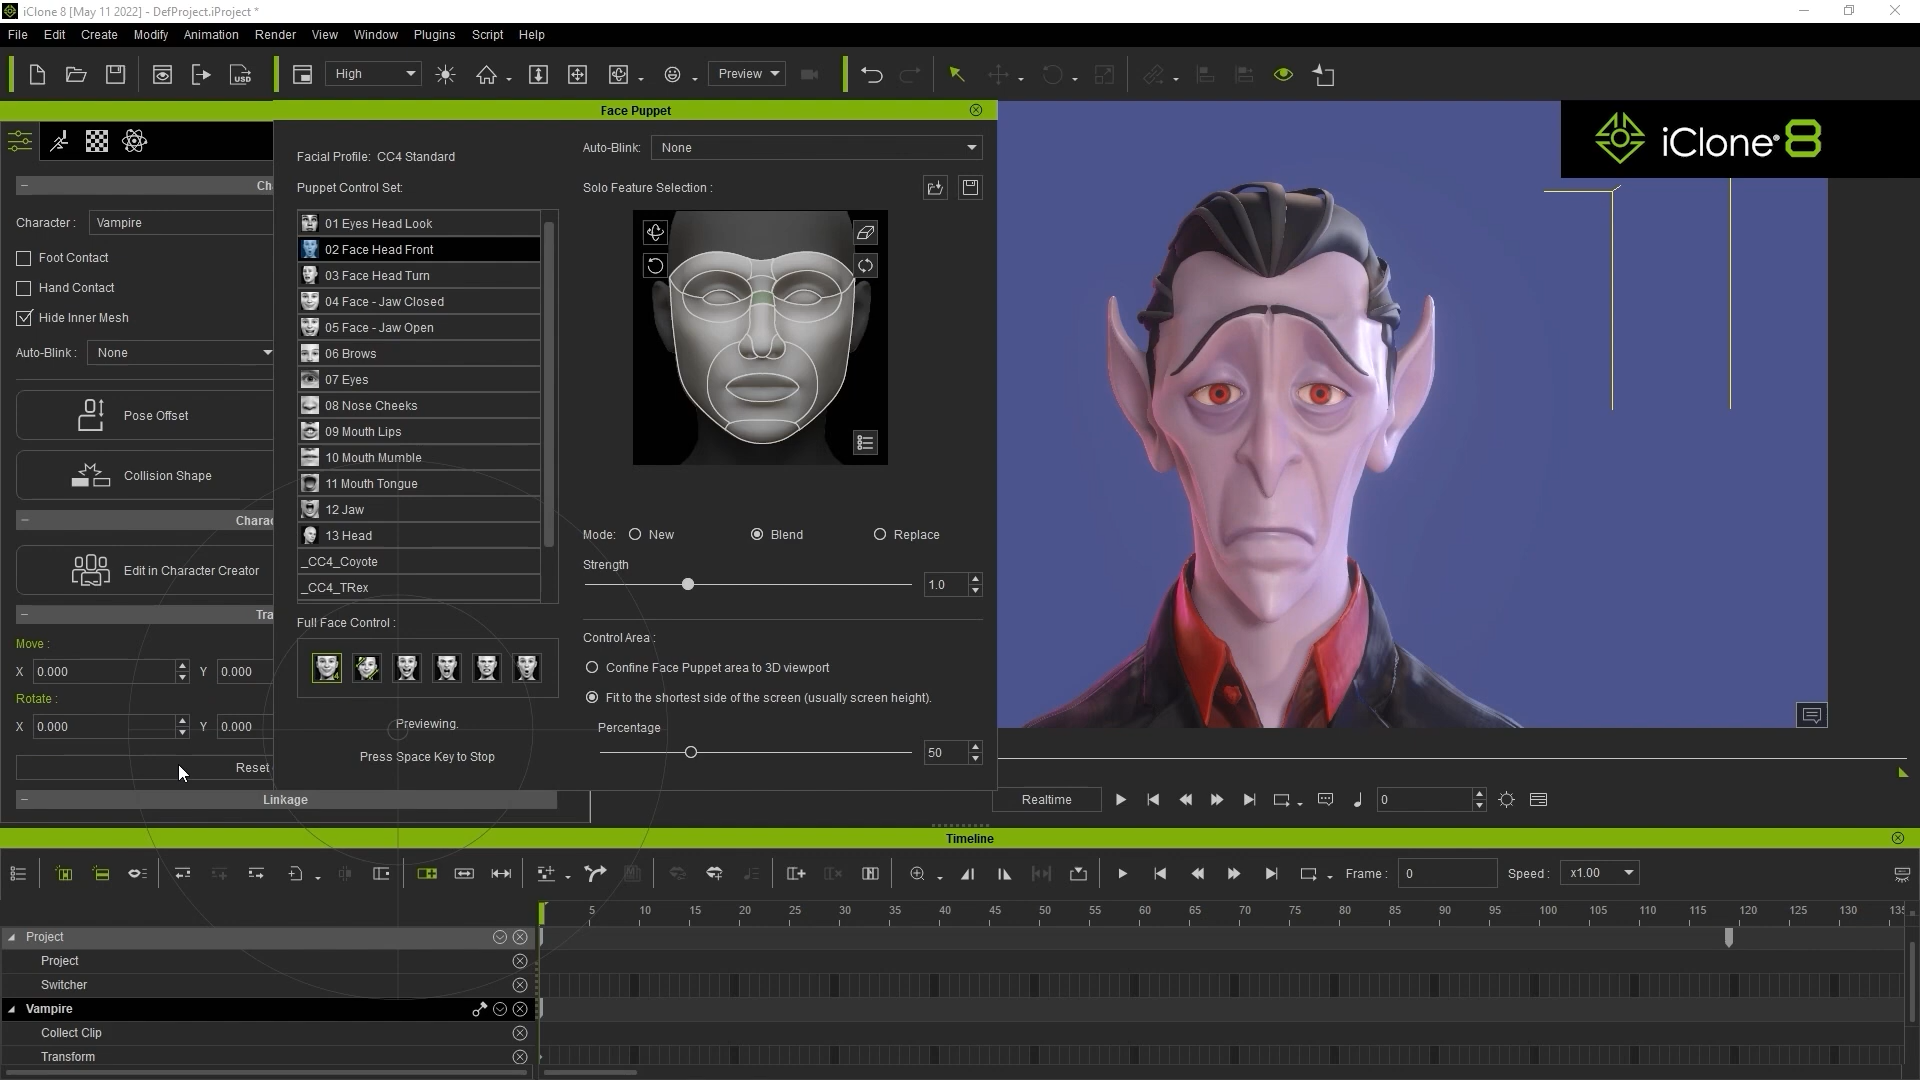 iClone 8 [May 11 2022] - DefProject.iProject *
File Edit Create Modify Animation Render View Window Plugins Script Help
USD High Preview
Face Puppet
iClone® 8
Auto-Blink: None
Facial Profile: CC4 Standard
Puppet Control Set:
Solo Feature Selection :
Ch
Character : Vampire
Foot Contact
Hand Contact
Hide Inner Mesh
Auto-Blink : None
Pose Offset
Collision Shape
Charac
Edit in Character Creator
Tra
Move :
X 0.000 Y 0.000
Rotate :
X 0.000 Y 0.000
Reset
Linkage
01 Eyes Head Look
02 Face Head Front
03 Face Head Turn
04 Face - Jaw Closed
05 Face - Jaw Open
06 Brows
07 Eyes
08 Nose Cheeks
09 Mouth Lips
10 Mouth Mumble
11 Mouth Tongue
12 Jaw
13 Head
_CC4_Coyote
_CC4_TRex
Full Face Control :
Previewing.
Press Space Key to Stop
Mode: New Blend Replace
Strength
1.0
Control Area :
Confine Face Puppet area to 3D viewport
Fit to the shortest side of the screen (usually screen height).
Percentage
50
Realtime 0
Timeline
Frame : 0 Speed : x1.00
5 10 15 20 25 30 35 40 45 50 55 60 65 70 75 80 85 90 95 100 105 110 115 120 125 130 135
Project
Project
Switcher
Vampire
Collect Clip
Transform